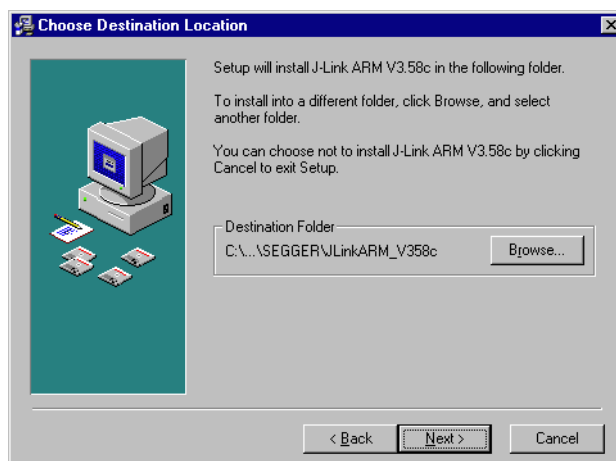 Choose Destination Location
Setup will install J-Link ARM V3.58c in the following folder.
To install into a different folder, click Browse, and select
another folder.
You can choose not to install J-Link ARM V3.58c by clicking
Cancel to exit Setup.
Destination Folder
C:\...\SEGGER\JLinkARM_V358c
Browse...
< Back
Next >
Cancel